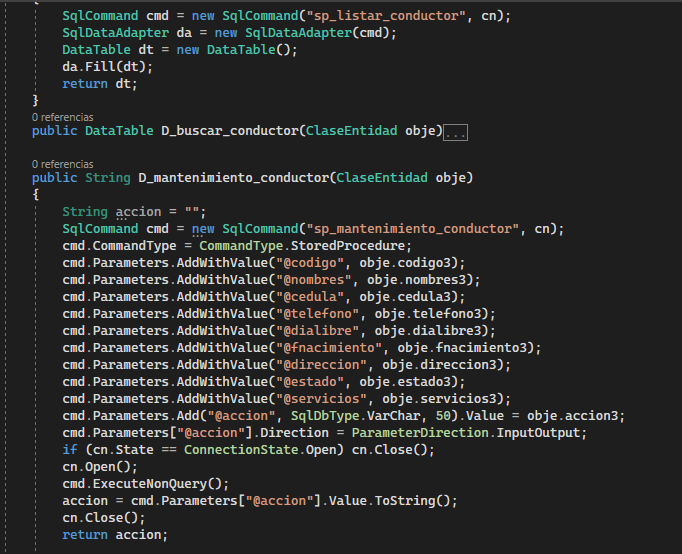 {
SqlCommand cmd = new SqlCommand("sp_listar_conductor", cn);
SqlDataAdapter da = new SqlDataAdapter(cmd);
DataTable dt = new DataTable();
da.Fill(dt);
return dt;
}
0 referencias
public DataTable D_buscar_conductor(ClaseEntidad obje)...
0 referencias
public String D_mantenimiento_conductor(ClaseEntidad obje)
{
String accion = "";
SqlCommand cmd = new SqlCommand("sp_mantenimiento_conductor", cn);
cmd.CommandType = CommandType.StoredProcedure;
cmd.Parameters.AddWithValue("@codigo", obje.codigo3);
cmd.Parameters.AddWithValue("@nombres", obje.nombres3);
cmd.Parameters.AddWithValue("@cedula", obje.cedula3);
cmd.Parameters.AddWithValue("@telefono", obje.telefono3);
cmd.Parameters.AddWithValue("@dialibre", obje.dialibre3);
cmd.Parameters.AddWithValue("@fnacimiento", obje.fnacimiento3);
cmd.Parameters.AddWithValue("@direccion", obje.direccion3);
cmd.Parameters.AddWithValue("@estado", obje.estado3);
cmd.Parameters.AddWithValue("@servicios", obje.servicios3);
cmd.Parameters.Add("@accion", SqlDbType.VarChar, 50).Value = obje.accion3;
cmd.Parameters["@accion"].Direction = ParameterDirection.InputOutput;
if (cn.State == ConnectionState.Open) cn.Close();
cn.Open();
cmd.ExecuteNonQuery();
accion = cmd.Parameters["@accion"].Value.ToString();
cn.Close();
return accion;